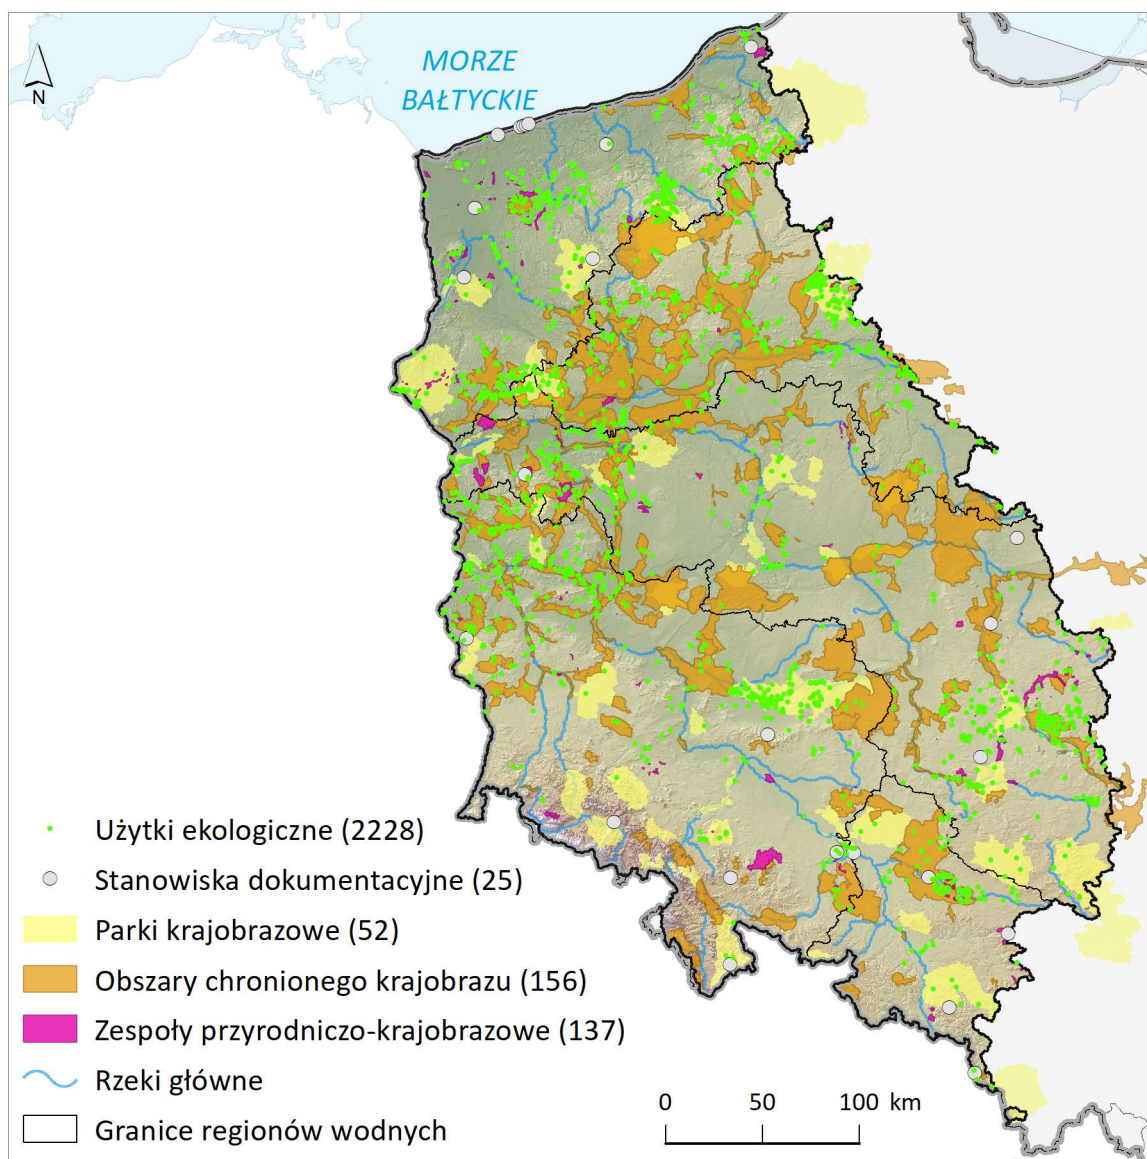 MORZE
BAŁTYCKIE
N
Użytki ekologiczne (2228)
Stanowiska dokumentacyjne (25)
Parki krajobrazowe (52)
Obszary chronionego krajobrazu (156)
Zespoły przyrodniczo-krajobrazowe (137)
Rzeki główne
Granice regionów wodnych
0 50 100 km